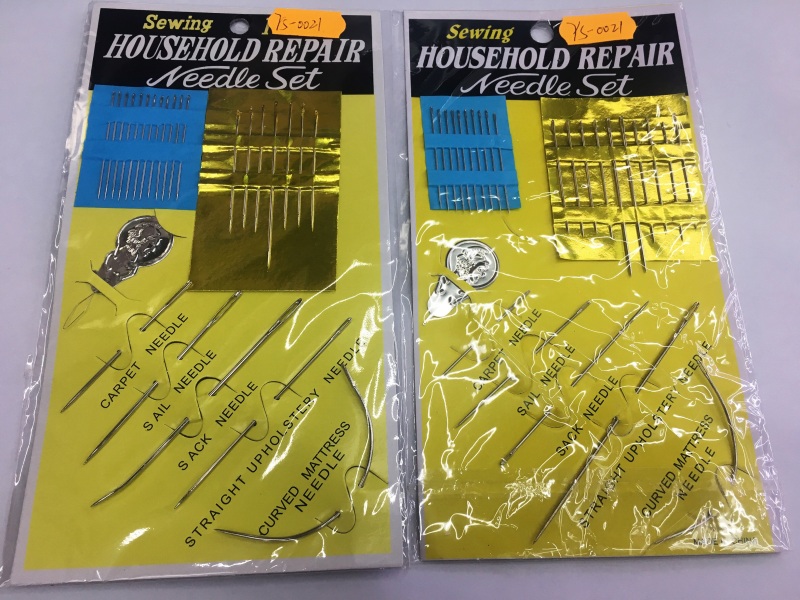 75-0021
Sewing
HOUSEHOLD REPAIR
Needle Set
CARPET NEEDLE
SAIL NEEDLE
SACK NEEDLE
STRAIGHT UPHOLSTERY NEEDLE
CURVED MATTRESS
NEEDLE
YS-0021
Sewing
HOUSEHOLD REPAIR
Needle Set
CARPET NEEDLE
SAIL NEEDLE
SACK NEEDLE
STRAIGHT UPHOLSTERY NEEDLE
CURVED MATTRESS
NEEDLE